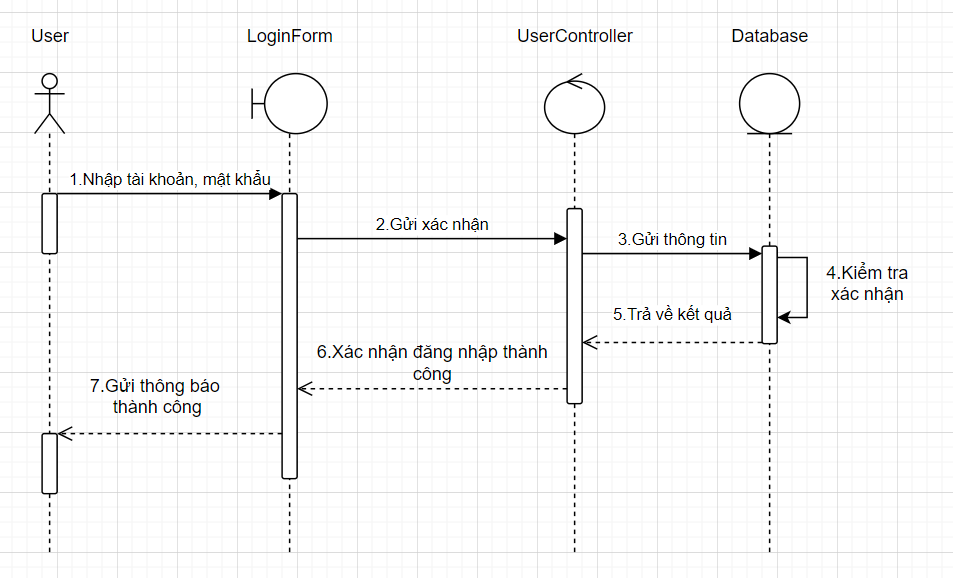 User
LoginForm
UserController
Database
1.Nhập tài khoản, mật khẩu
2.Gửi xác nhận
3.Gửi thông tin
4.Kiểm tra
xác nhận
5.Trả về kết quả
6.Xác nhận đăng nhập thành
công
7.Gửi thông báo
thành công